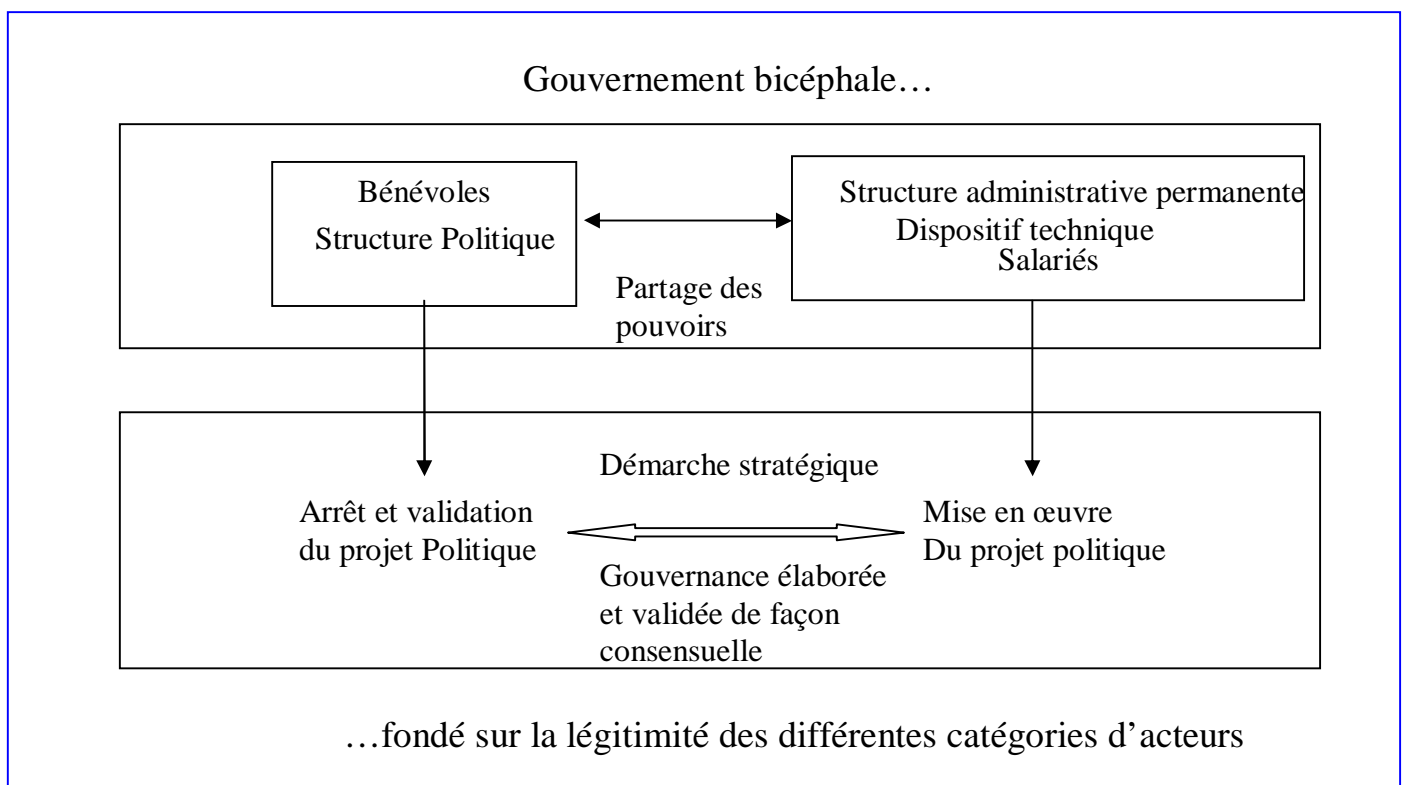 Gouvernement bicéphale…
Bénévoles
Structure Politique
Structure administrative permanente
Dispositif technique
Salariés
Partage des
pouvoirs
Démarche stratégique
Arrêt et validation
du projet Politique
Mise en œuvre
Du projet politique
Gouvernance élaborée
et validée de façon
consensuelle
…fondé sur la légitimité des différentes catégories d’acteurs